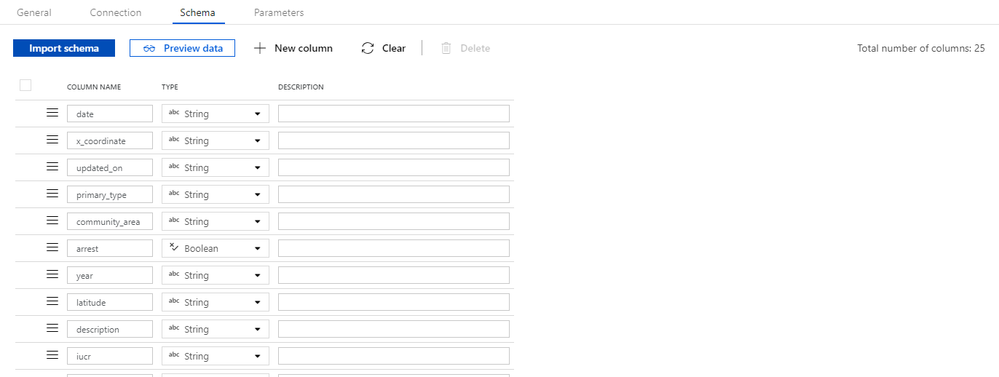 General Connection Schema Parameters
Import schema Preview data New column Clear Delete Total number of columns: 25
COLUMN NAME TYPE DESCRIPTION
date abc String
x_coordinate abc String
updated_on abc String
primary_type abc String
community_area abc String
arrest Boolean
year abc String
latitude abc String
description abc String
iucr abc String